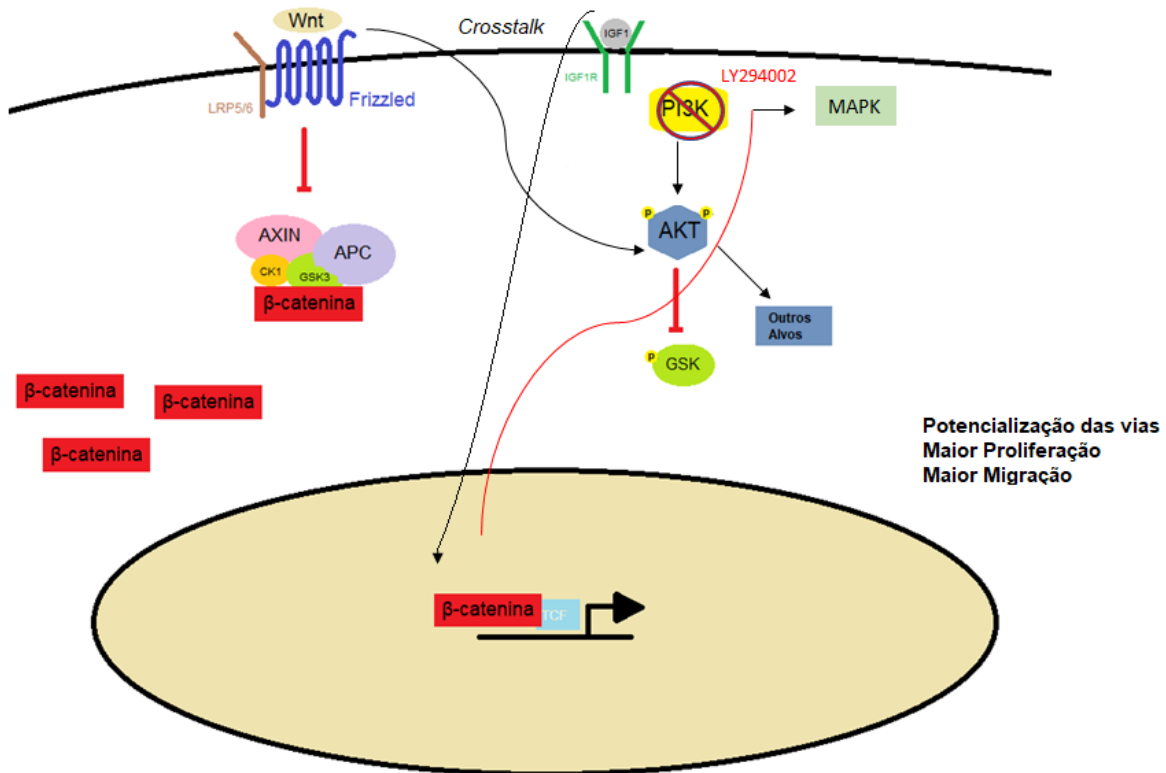 Wnt
Crosstalk
IGF1
LRP5/6
Frizzled
IGF1R
LY294002
PI3K
MAPK
AXIN
APC
CK1
GSK3
β-catenina
P
P
AKT
Outros
Alvos
P
GSK
β-catenina
β-catenina
β-catenina
Potencialização das vias
Maior Proliferação
Maior Migração
β-catenina
TCF